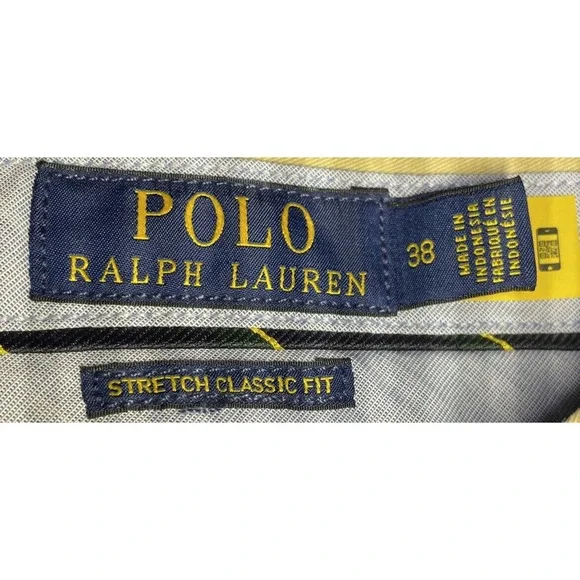 POLO
RALPH LAUREN
38
MADE IN
INDONESIA
FABRIQUÉ EN
INDONÉSIE
STRETCH CLASSIC FIT